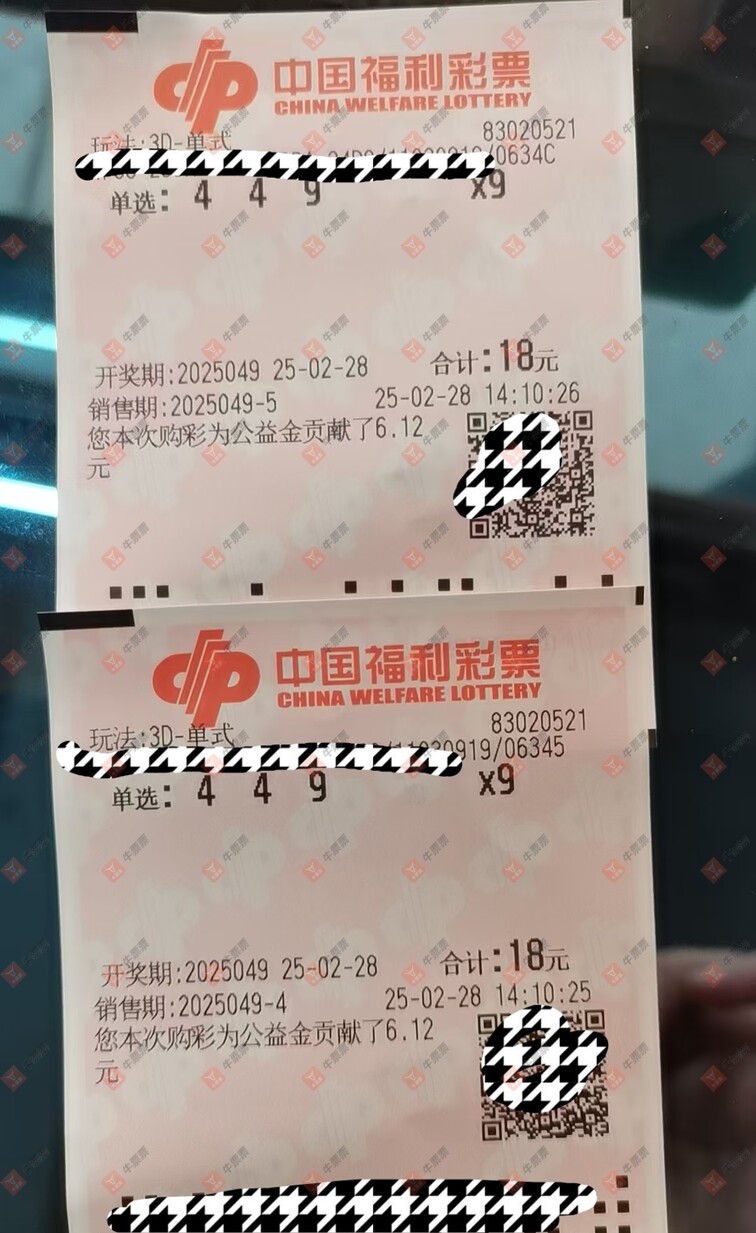 中国福利彩票
CHINA WELFARE LOTTERY
玩法:3D-单式 83020521
/0634C
单选: 4 4 9 x9
开奖期:2025049 25-02-28 合计:18元
销售期:2025049-5 25-02-28 14:10:26
您本次购彩为公益金贡献了6.12
元
中国福利彩票
CHINA WELFARE LOTTERY
玩法:3D-单式 83020521
/06345
单选: 4 4 9 x9
开奖期:2025049 25-02-28 合计:18元
销售期:2025049-4 25-02-28 14:10:25
您本次购彩为公益金贡献了6.12
元